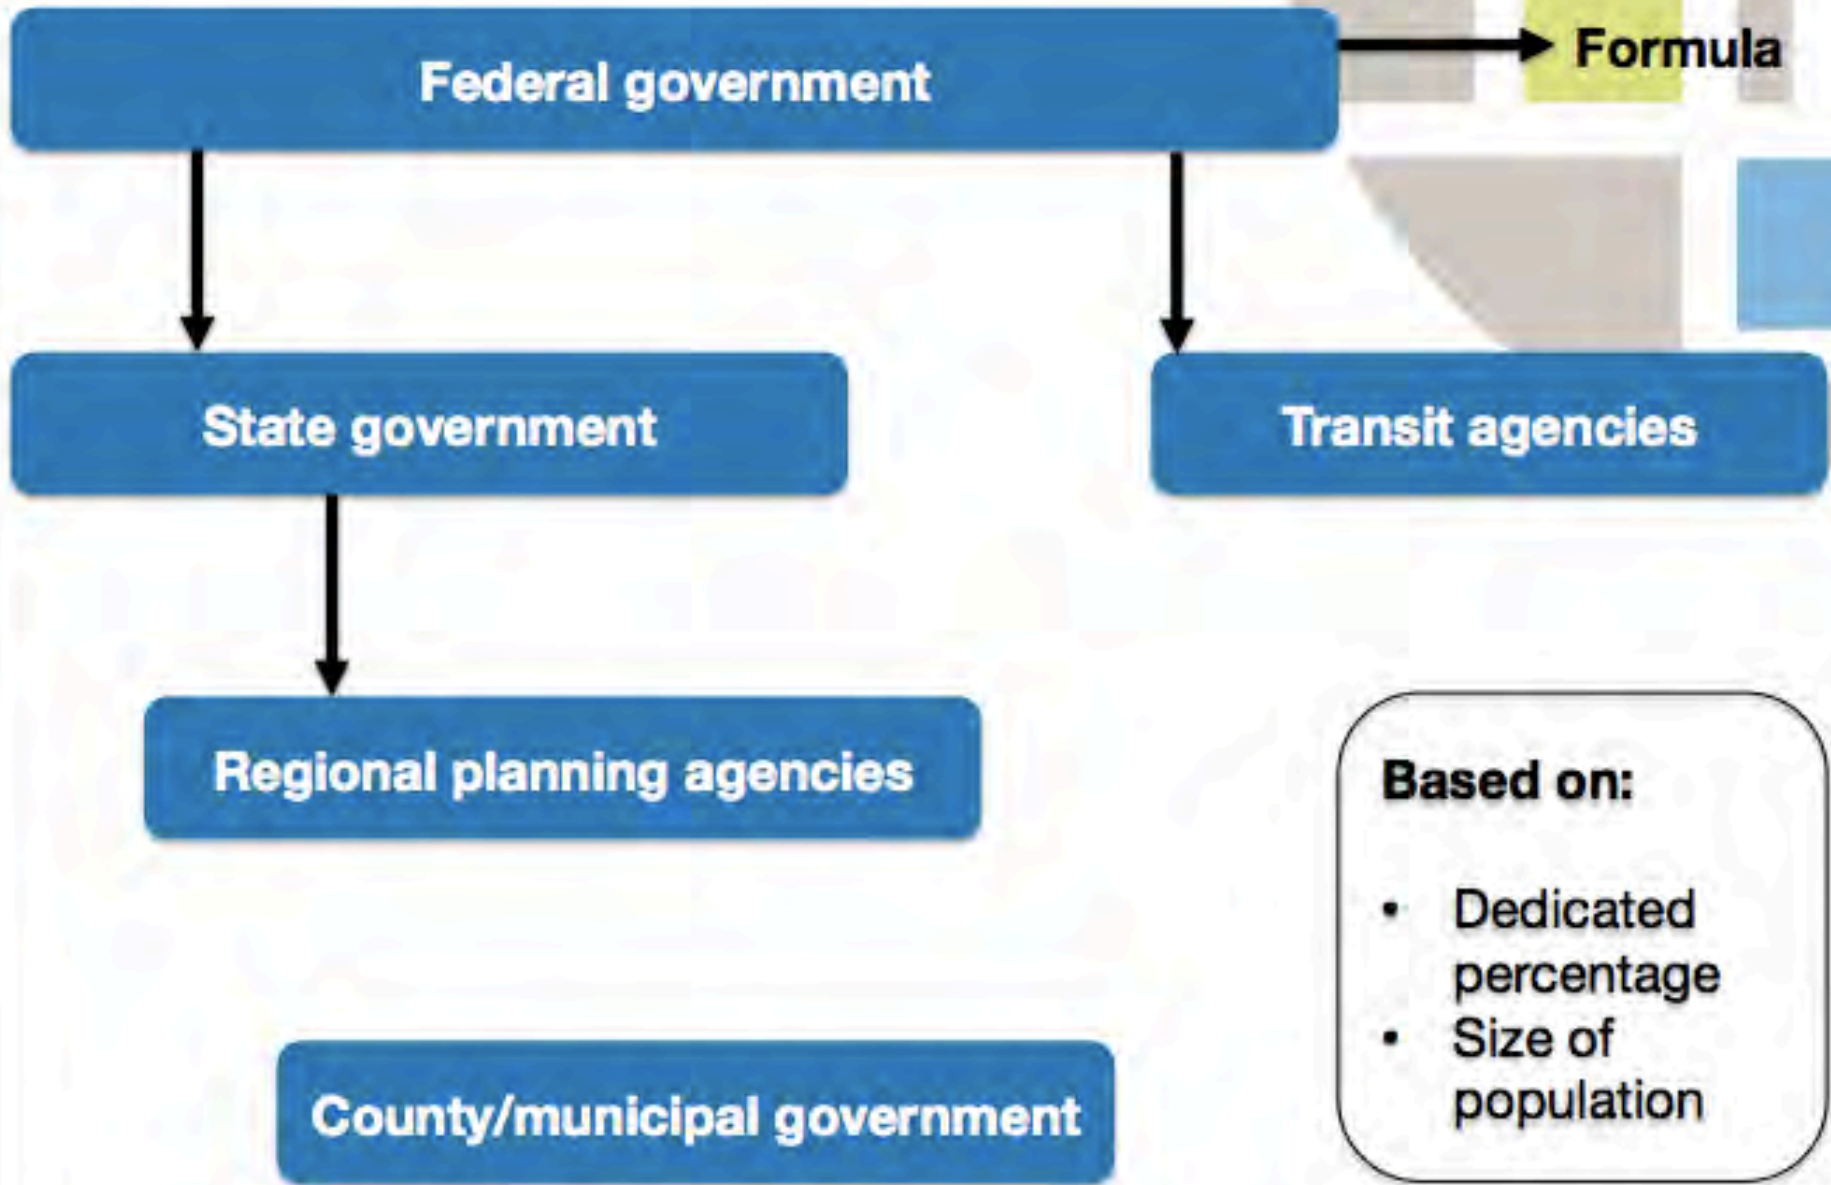 Federal government
Formula
State government
Transit agencies
Regional planning agencies
Based on:
• Dedicated
percentage
• Size of
population
County/municipal government